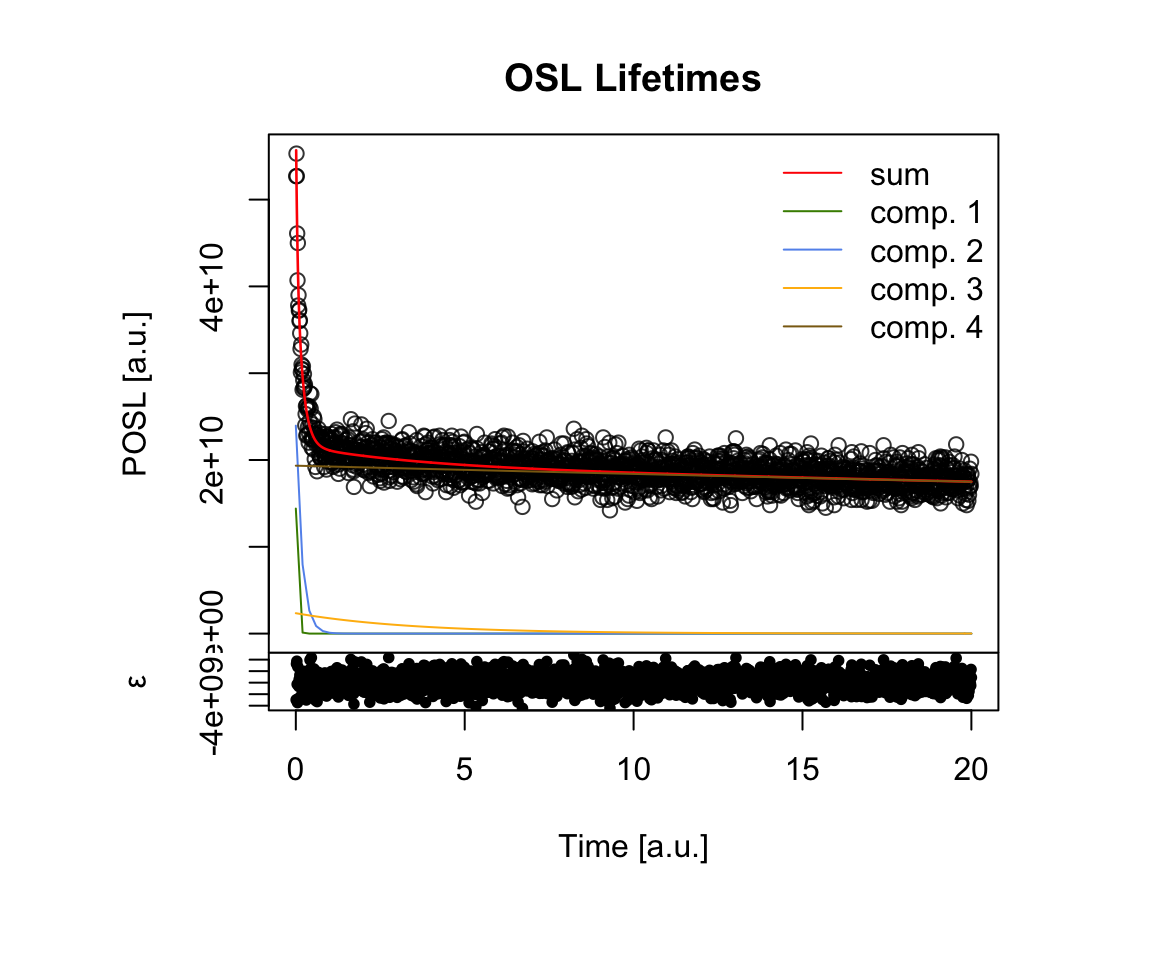 OSL Lifetimes
sum
comp. 1
comp. 2
comp. 3
comp. 4
POSL [a.u.]
4e+10
2e+10
e+00
-4e+09
ε
0 5 10 15 20
Time [a.u.]